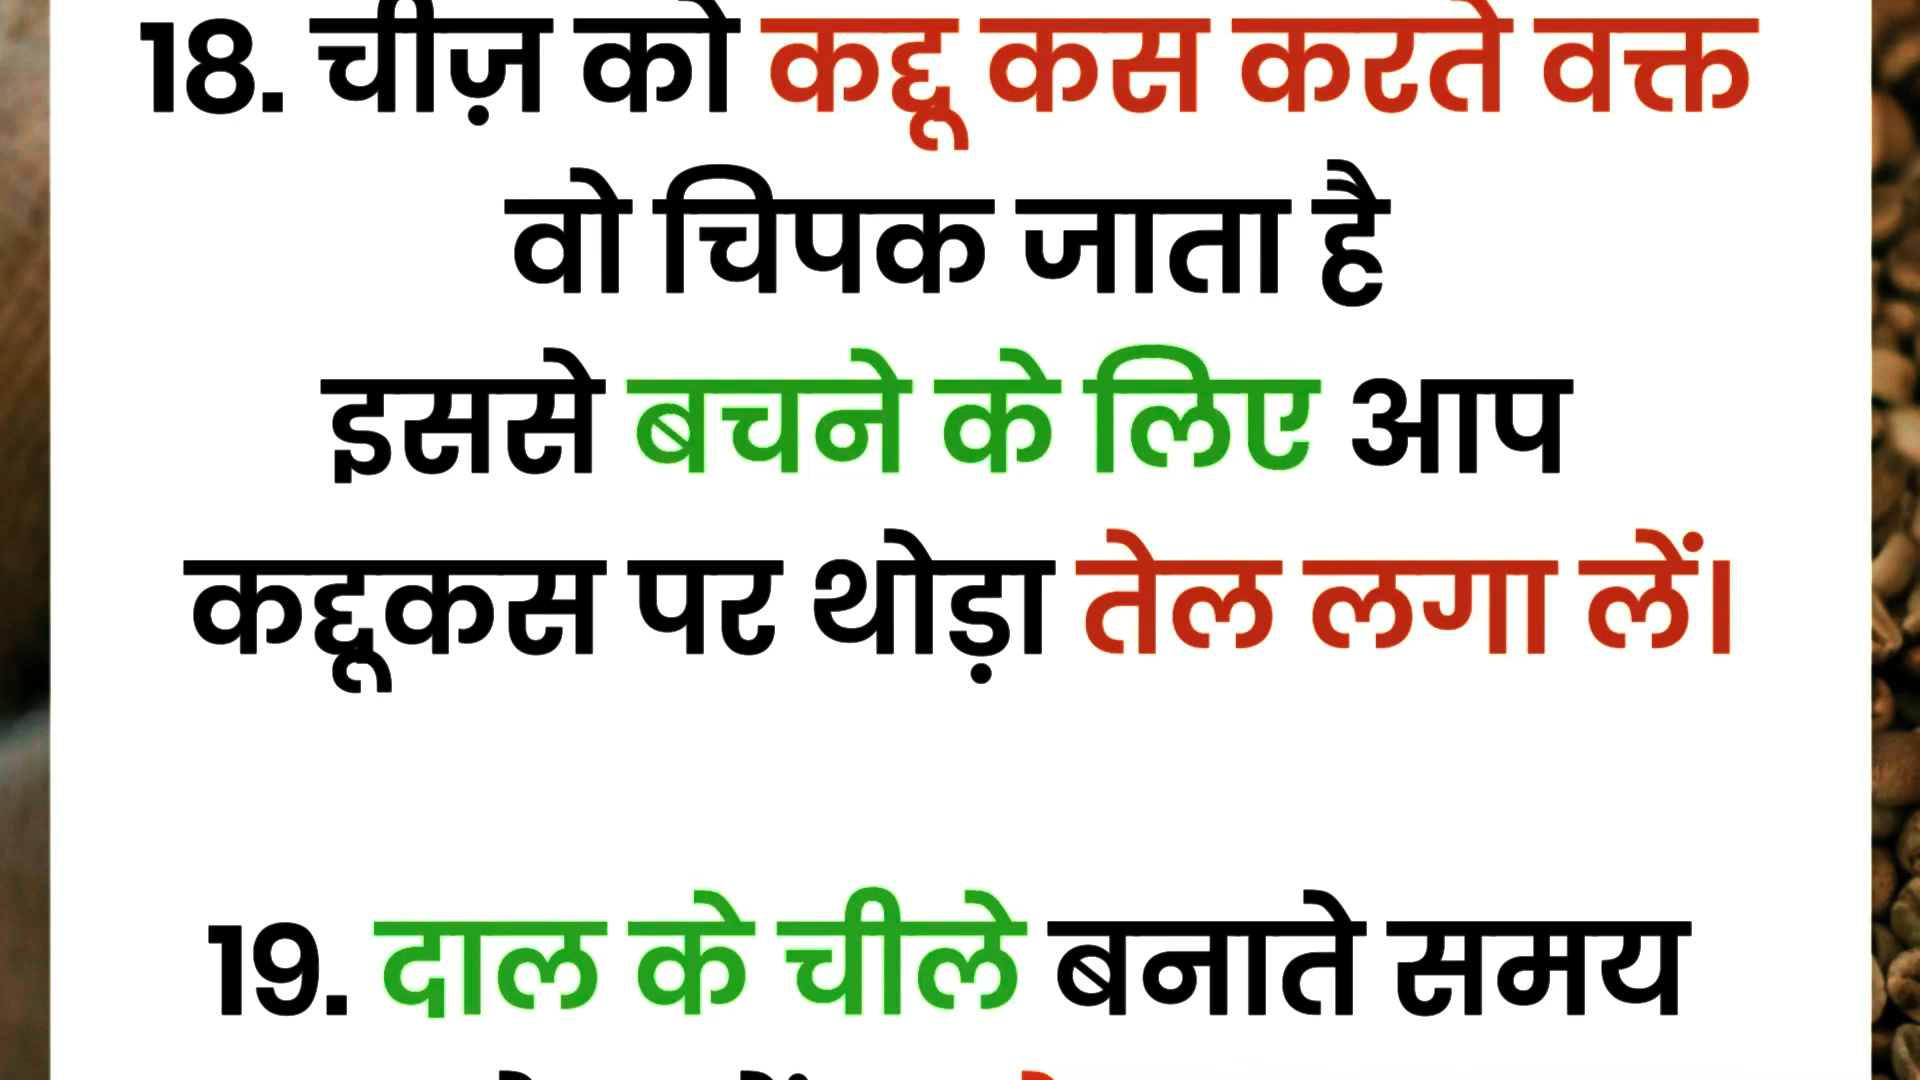 18. चीज़ को कद्दू कस करते वक्त
वो चिपक जाता है
इससे बचने के लिए आप
कद्दूकस पर थोड़ा तेल लगा लें।
19. दाल के चीले बनाते समय